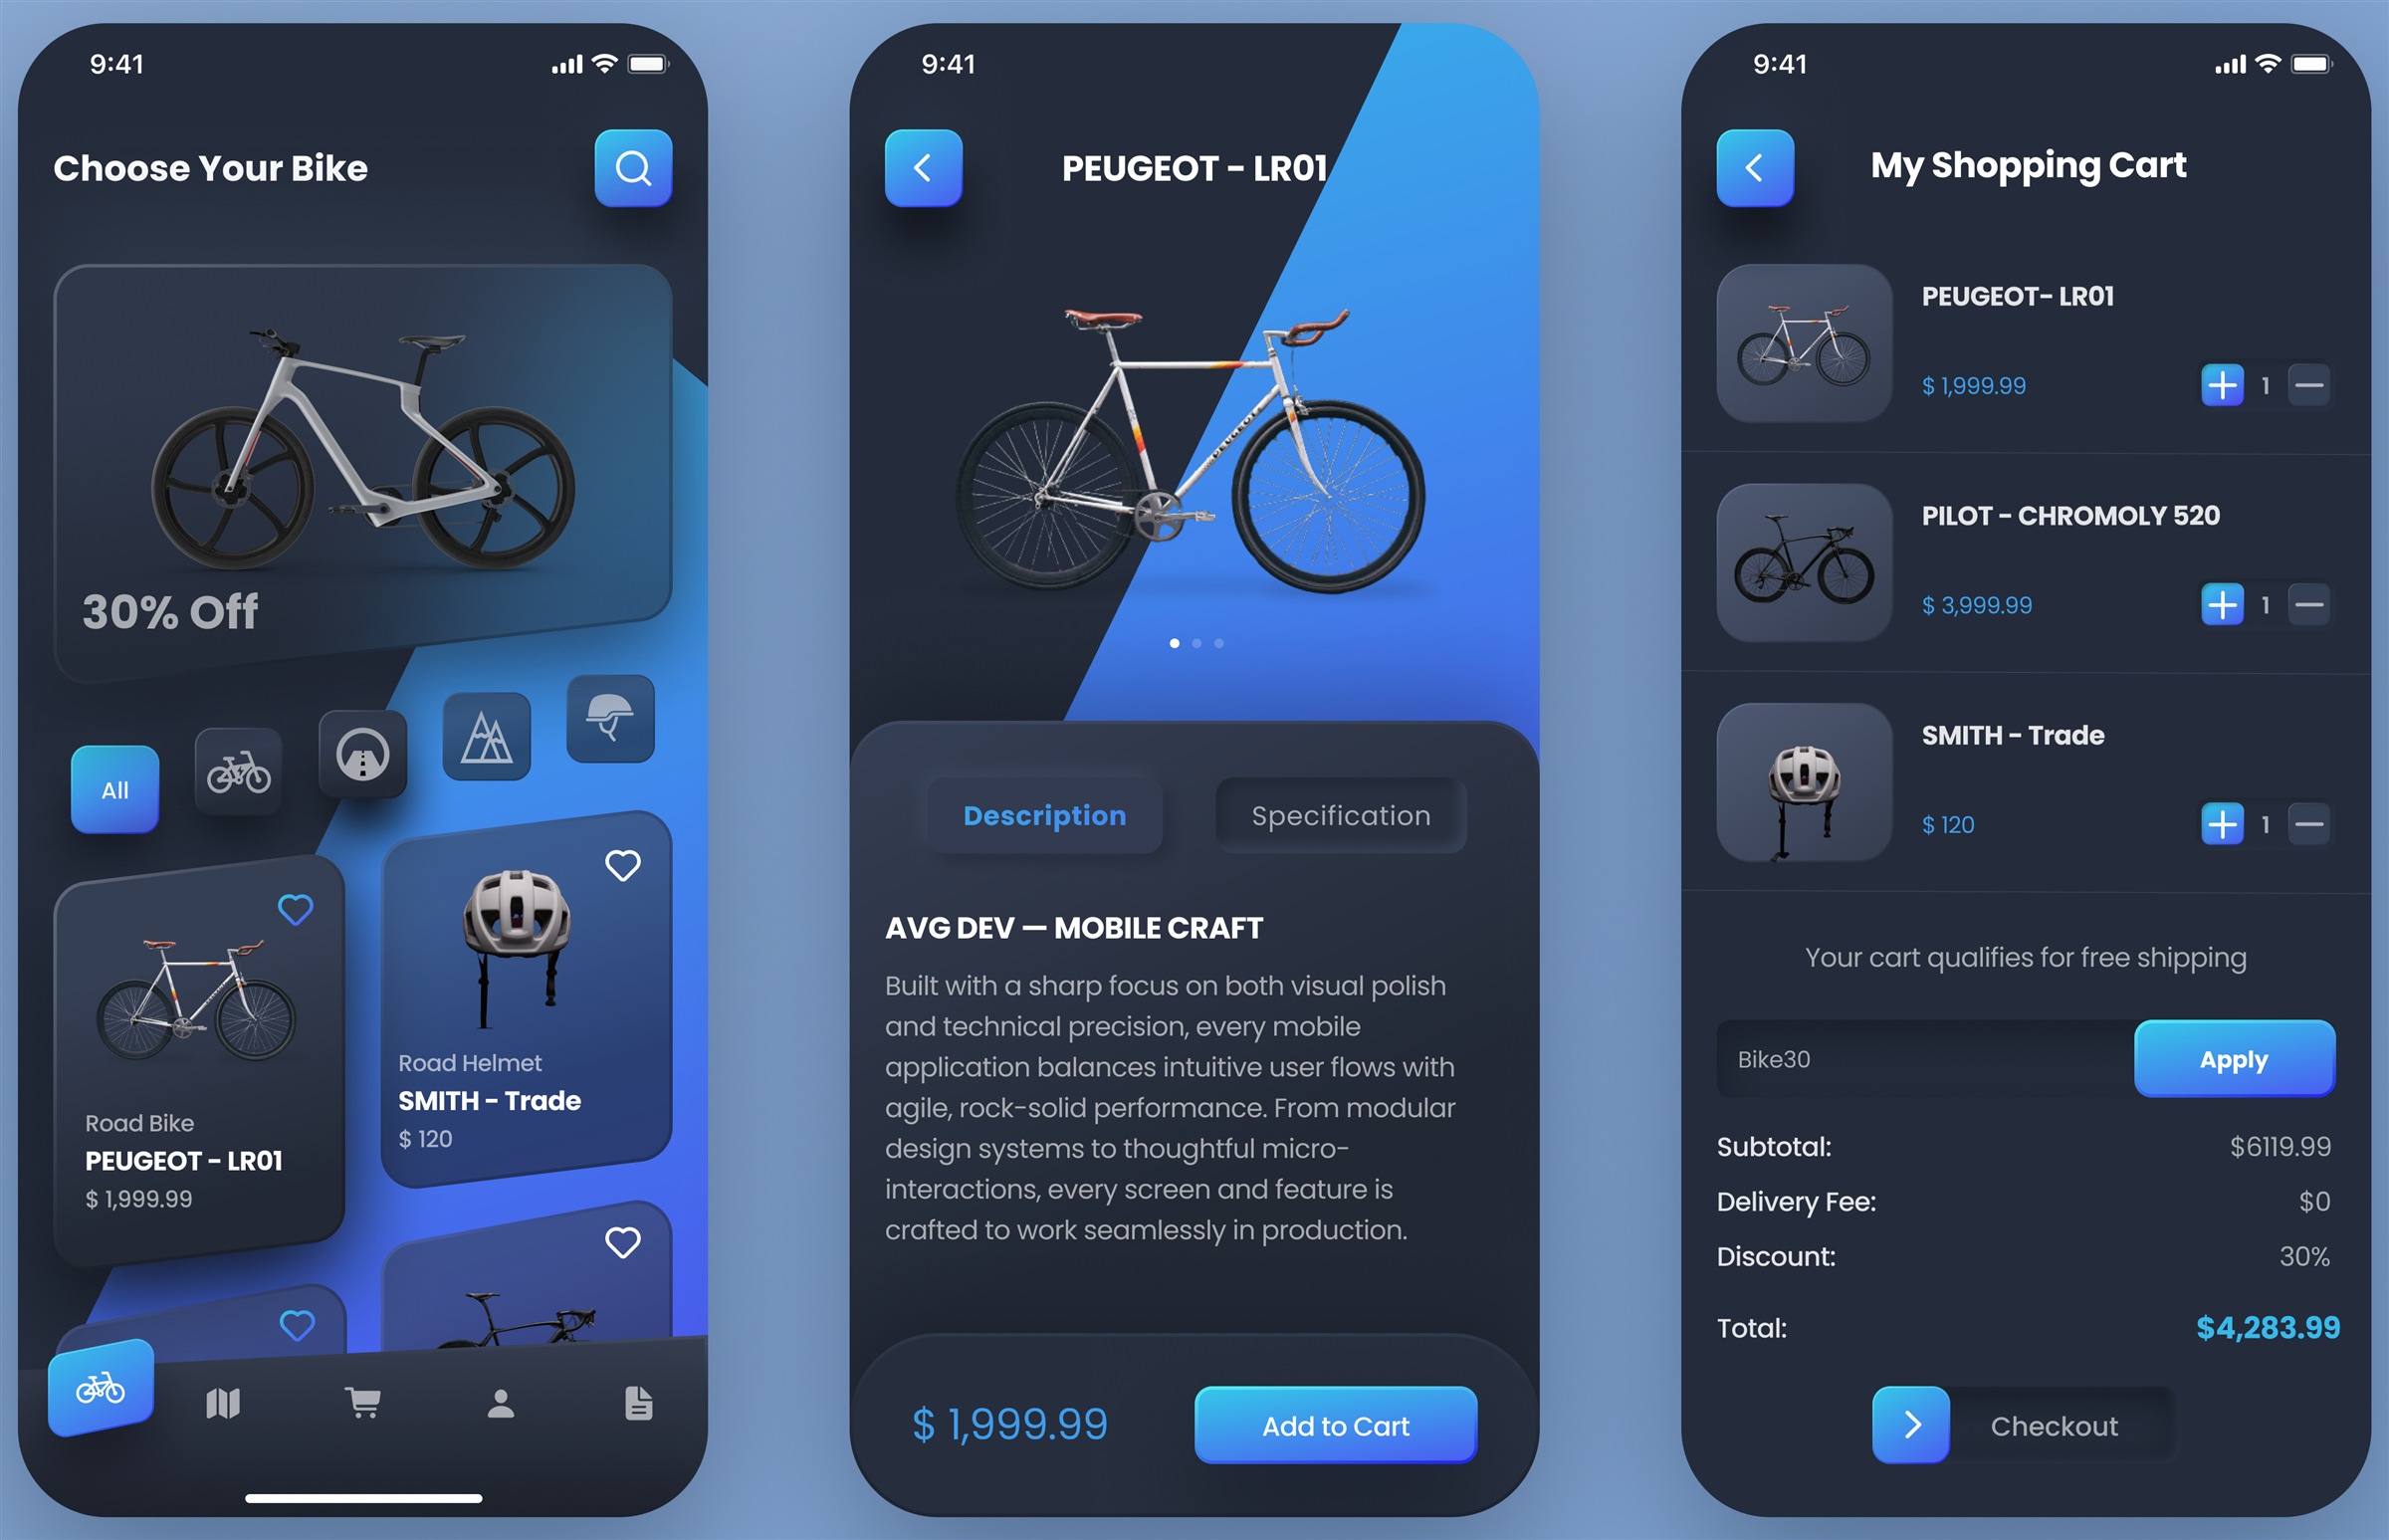 9:41
Choose Your Bike
30% Off
All
Road Bike
PEUGEOT - LR01
$ 1,999.99
Road Helmet
SMITH - Trade
$ 120
9:41
PEUGEOT - LR01
PEUGEOT
Description
Specification
AVG DEV — MOBILE CRAFT
Built with a sharp focus on both visual polish
and technical precision, every mobile
application balances intuitive user flows with
agile, rock-solid performance. From modular
design systems to thoughtful micro-
interactions, every screen and feature is
crafted to work seamlessly in production.
$ 1,999.99
Add to Cart
9:41
My Shopping Cart
PEUGEOT- LR01
$ 1,999.99
1
PILOT - CHROMOLY 520
$ 3,999.99
1
SMITH - Trade
$ 120
1
Your cart qualifies for free shipping
Bike30
Apply
Subtotal:
$6119.99
Delivery Fee:
$0
Discount:
30%
Total:
$4,283.99
Checkout